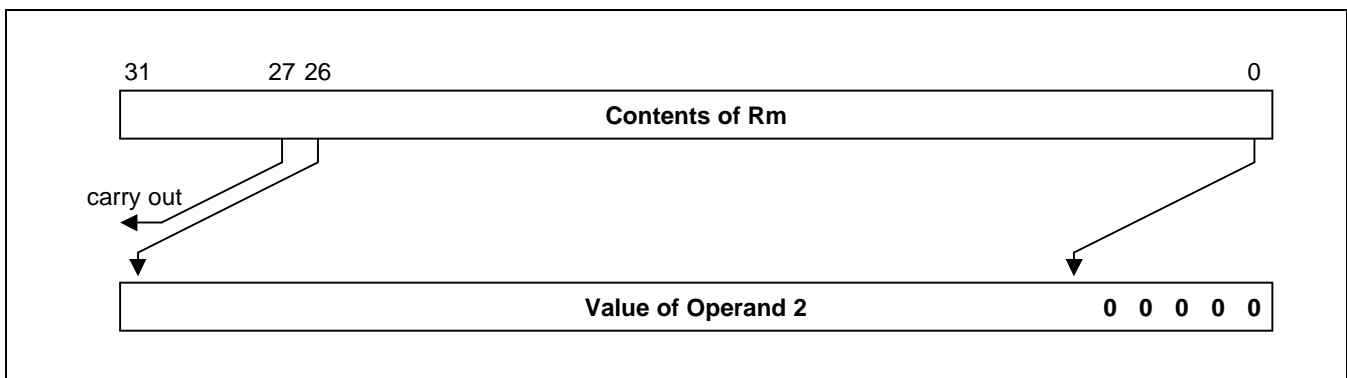 31 27 26 0
Contents of Rm
carry out
Value of Operand 2 0 0 0 0 0